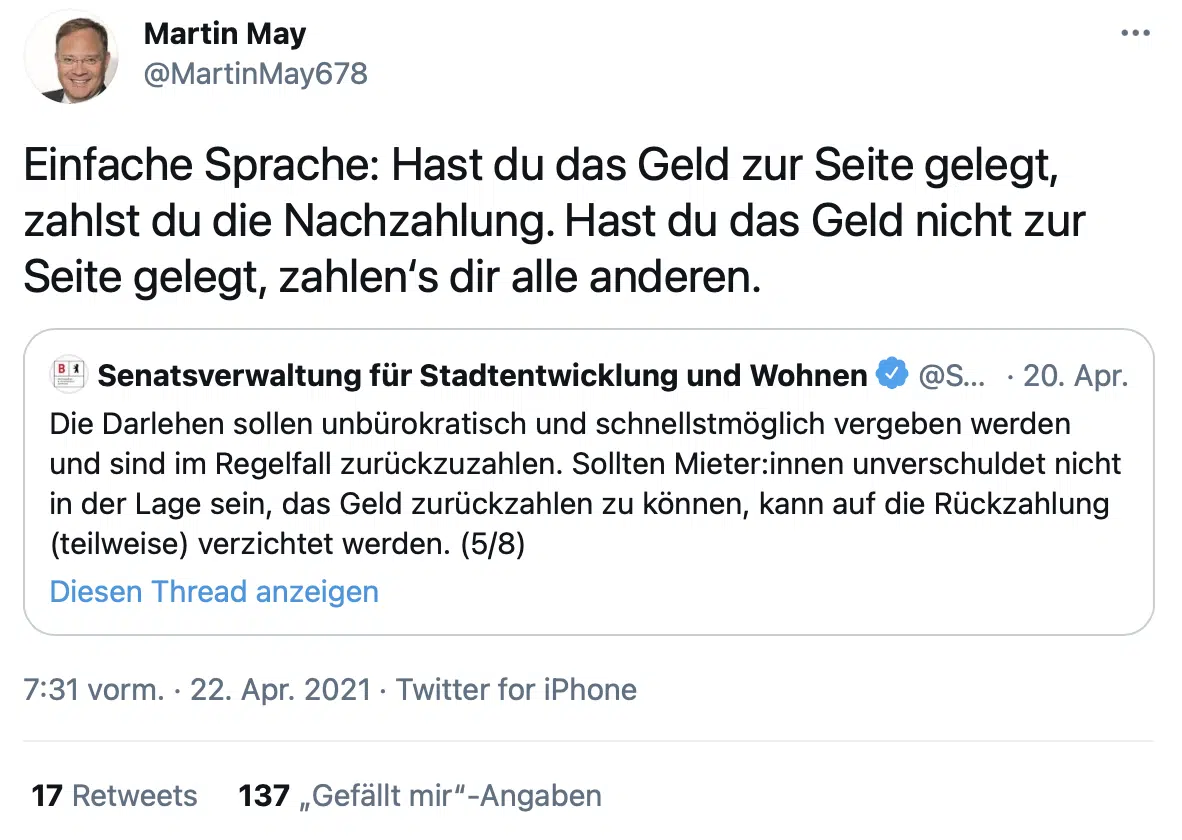 Martin May
@MartinMay678
Einfache Sprache: Hast du das Geld zur Seite gelegt,
zahlst du die Nachzahlung. Hast du das Geld nicht zur
Seite gelegt, zahlen‘s dir alle anderen.
Senatsverwaltung für Stadtentwicklung und Wohnen @S... · 20. Apr.
Die Darlehen sollen unbürokratisch und schnellstmöglich vergeben werden
und sind im Regelfall zurückzuzahlen. Sollten Mieter:innen unverschuldet nicht
in der Lage sein, das Geld zurückzahlen zu können, kann auf die Rückzahlung
(teilweise) verzichtet werden. (5/8)
Diesen Thread anzeigen
7:31 vorm. · 22. Apr. 2021 · Twitter for iPhone
17 Retweets 137 „Gefällt mir“-Angaben